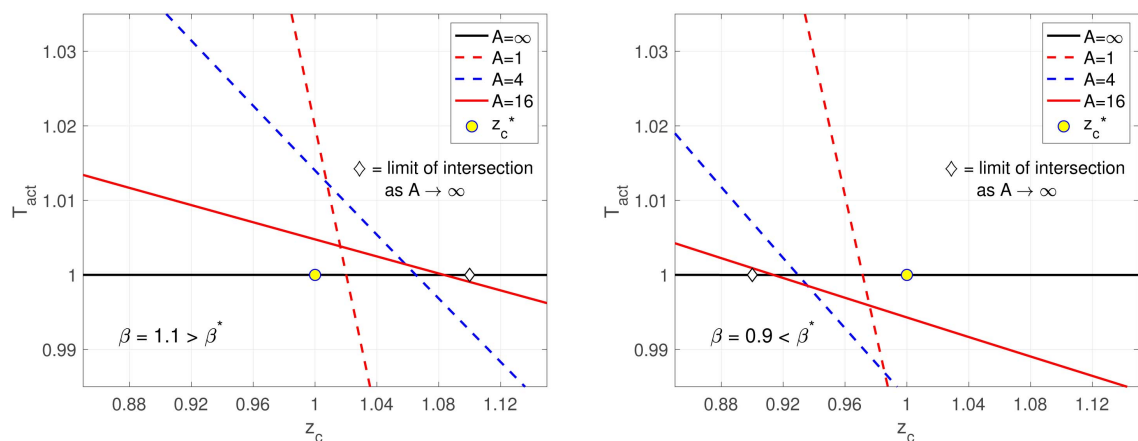 1.03
1.02
1.01
1
0.99
T_act
0.88 0.92 0.96 1 1.04 1.08 1.12
z_c
A=∞
A=1
A=4
A=16
z_c*
◊ = limit of intersection
as A → ∞
β = 1.1 > β*
1.03
1.02
1.01
1
0.99
T_act
0.88 0.92 0.96 1 1.04 1.08 1.12
z_c
A=∞
A=1
A=4
A=16
z_c*
◊ = limit of intersection
as A → ∞
β = 0.9 < β*